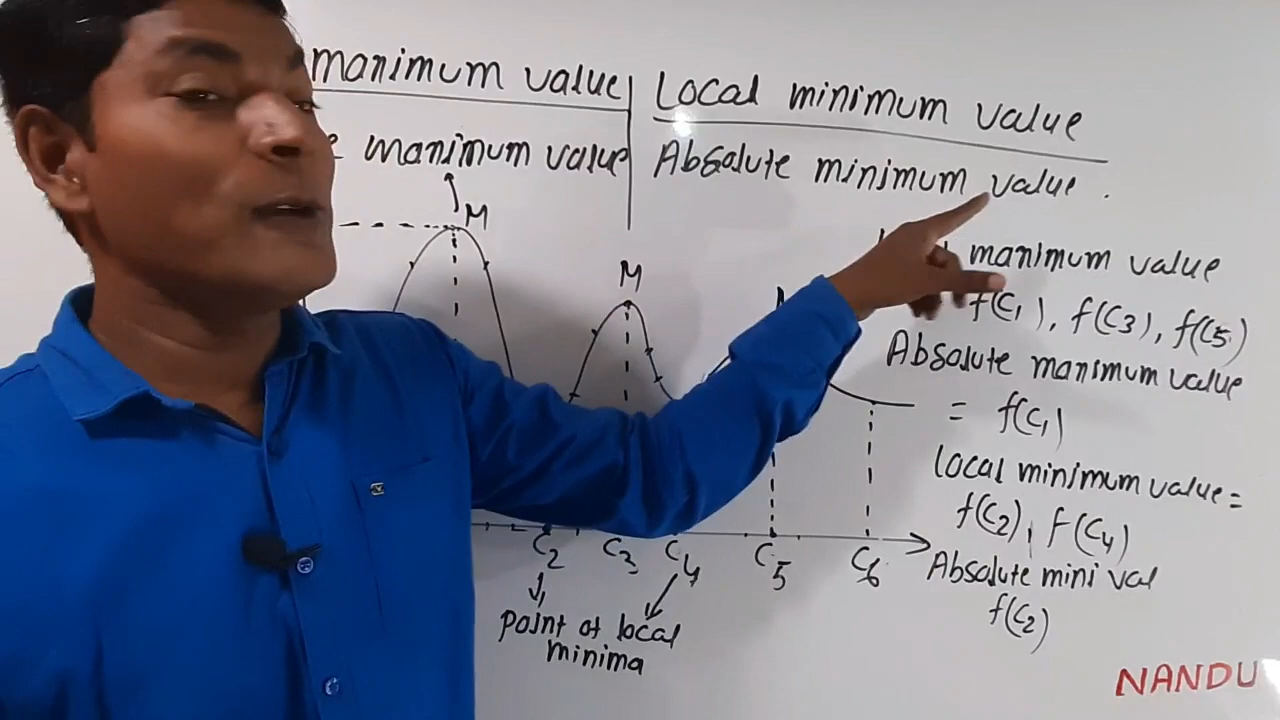 manimum value
Local minimum value
manimum value
Absolute minimum value .
M
M
manimum value
f(C1), f(C3), f(C5)
Absolute manimum value
= f(C1)
Local minimum value =
f(C2), f(C4)
Absolute mini val
f(C2)
C2 C3 C4 C5 C6
point of local
minima
NANDU